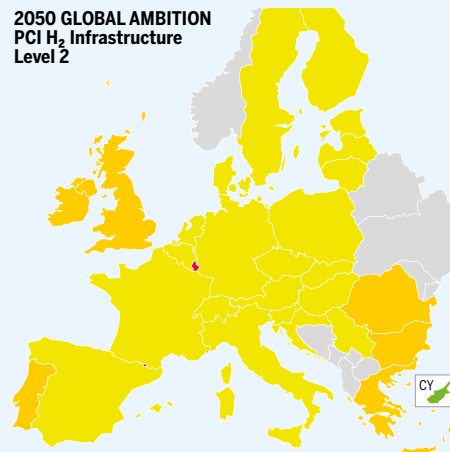 2050 GLOBAL AMBITION
PCI H₂ Infrastructure
Level 2
CY